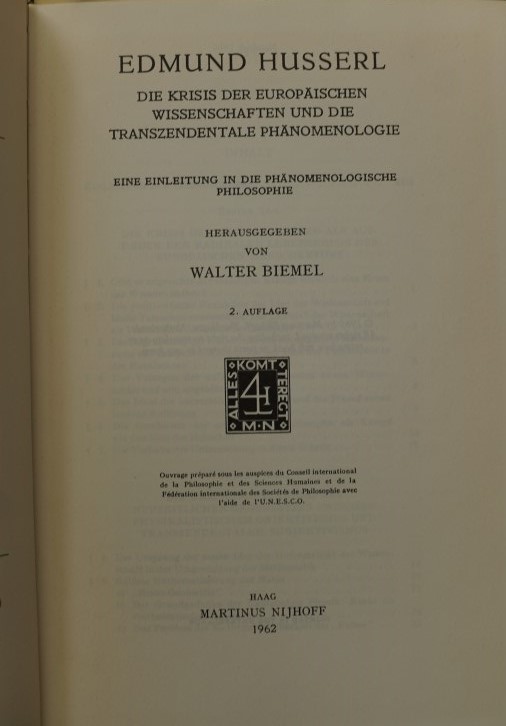 EDMUND HUSSERL
DIE KRISIS DER EUROPÄISCHEN
WISSENSCHAFTEN UND DIE
TRANSZENDENTALE PHÄNOMENOLOGIE
EINE EINLEITUNG IN DIE PHÄNOMENOLOGISCHE
PHILOSOPHIE
HERAUSGEGEBEN
VON
WALTER BIEMEL
2. AUFLAGE
ALLES
KOMT
TERECHT
M·N
Ouvrage préparé sous les auspices du Conseil international
de la Philosophie et des Sciences Humaines et de la
Fédération internationale des Sociétés de Philosophie avec
l'aide de l'U.N.E.S.C.O.
HAAG
MARTINUS NIJHOFF
1962